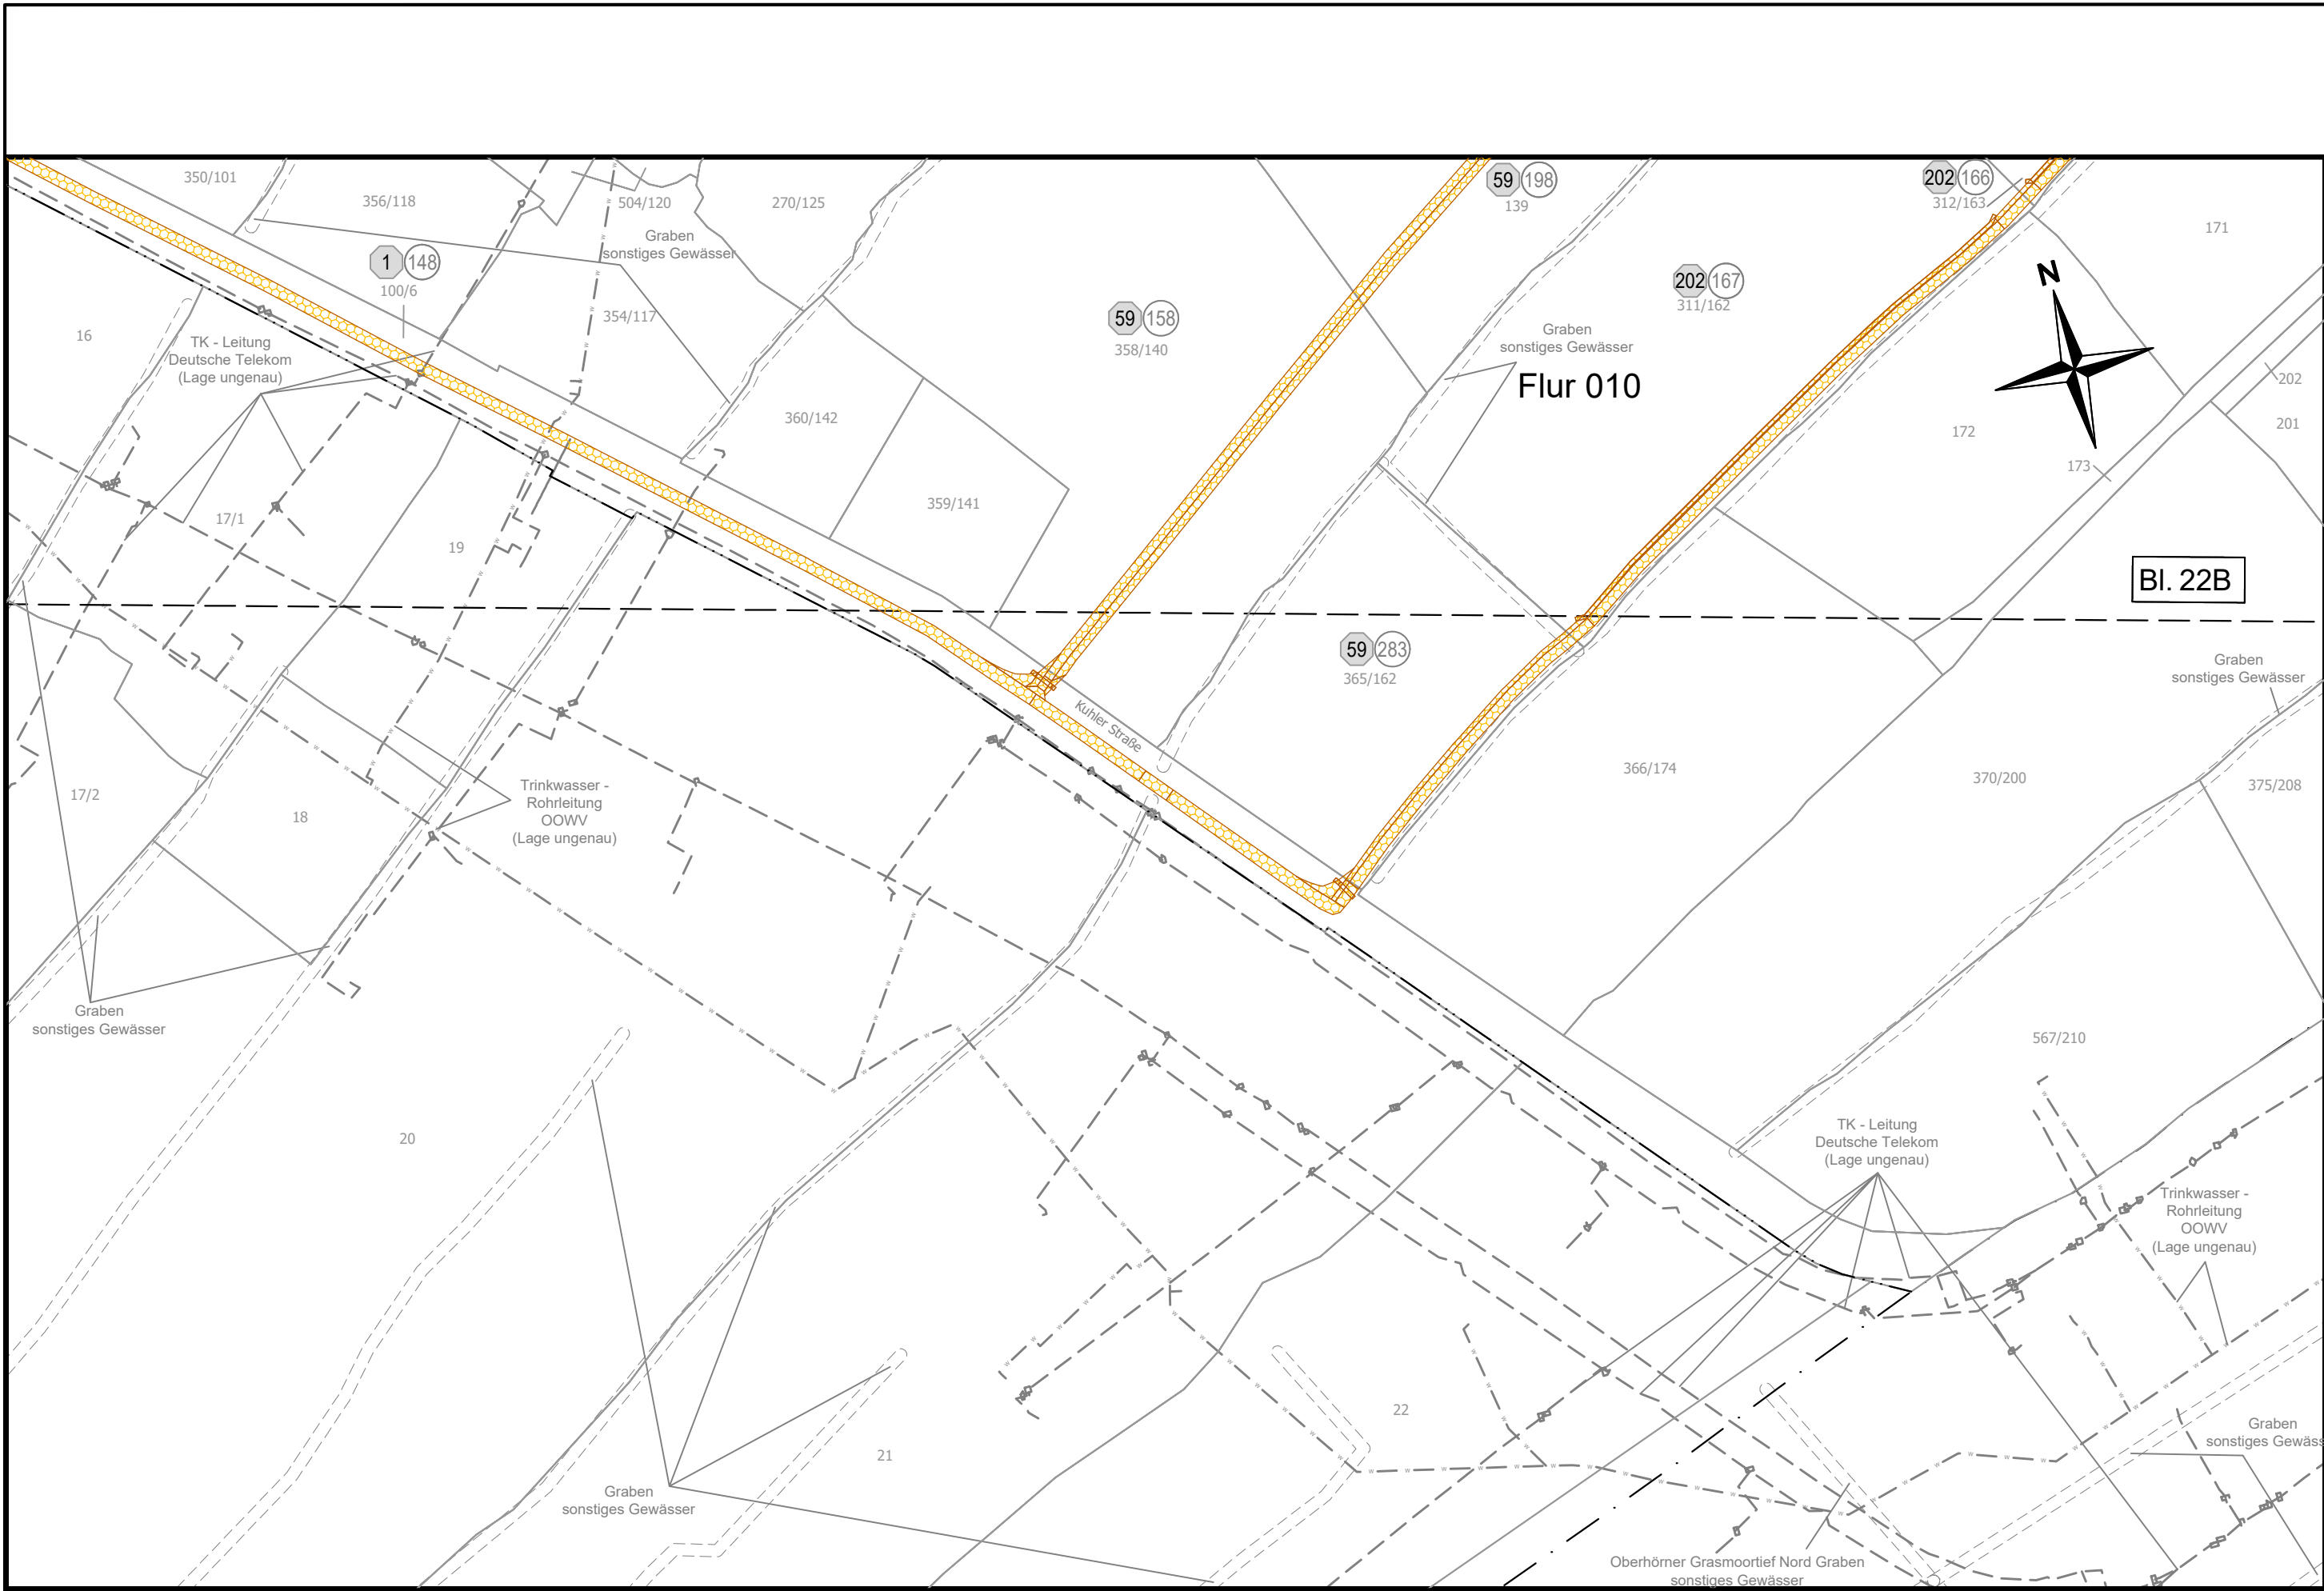 350/101
356/118
504/120
270/125
59
198
139
202
166
312/163
171
Graben
sonstiges Gewässer
1
148
100/6
354/117
59
158
358/140
202
167
311/162
N
16
TK - Leitung
Deutsche Telekom
(Lage ungenau)
Graben
sonstiges Gewässer
Flur 010
202
201
360/142
172
173
359/141
17/1
19
Bl. 22B
59
283
365/162
Graben
sonstiges Gewässer
Kuhler Straße
366/174
370/200
375/208
17/2
18
Trinkwasser -
Rohrleitung
OOWV
(Lage ungenau)
Graben
sonstiges Gewässer
567/210
20
TK - Leitung
Deutsche Telekom
(Lage ungenau)
Trinkwasser -
Rohrleitung
OOWV
(Lage ungenau)
22
21
Graben
sonstiges Gewäss
Graben
sonstiges Gewässer
Oberhörner Grasmoortief Nord Graben
sonstiges Gewässer